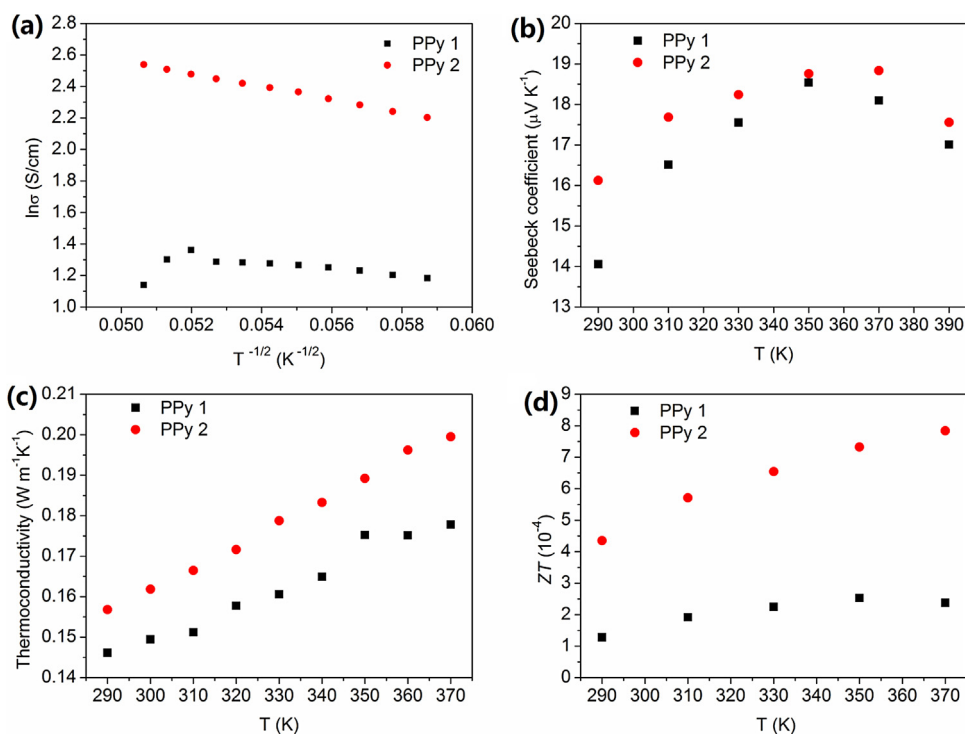 (a)
2.8
2.6
2.4
2.2
2.0
1.8
1.6
1.4
1.2
1.0
lnσ (S/cm)
PPy 1
PPy 2
0.050 0.052 0.054 0.056 0.058 0.060
T -1/2 (K-1/2)
(b)
20
19
18
17
16
15
14
13
Seebeck coefficient (μV K-1)
PPy 1
PPy 2
290 300 310 320 330 340 350 360 370 380 390
T (K)
(c)
0.21
0.20
0.19
0.18
0.17
0.16
0.15
0.14
Thermoconductivity (W m-1K-1)
PPy 1
PPy 2
290 300 310 320 330 340 350 360 370
T (K)
(d)
9
8
7
6
5
4
3
2
1
0
ZT (10-4)
PPy 1
PPy 2
290 300 310 320 330 340 350 360 370
T (K)